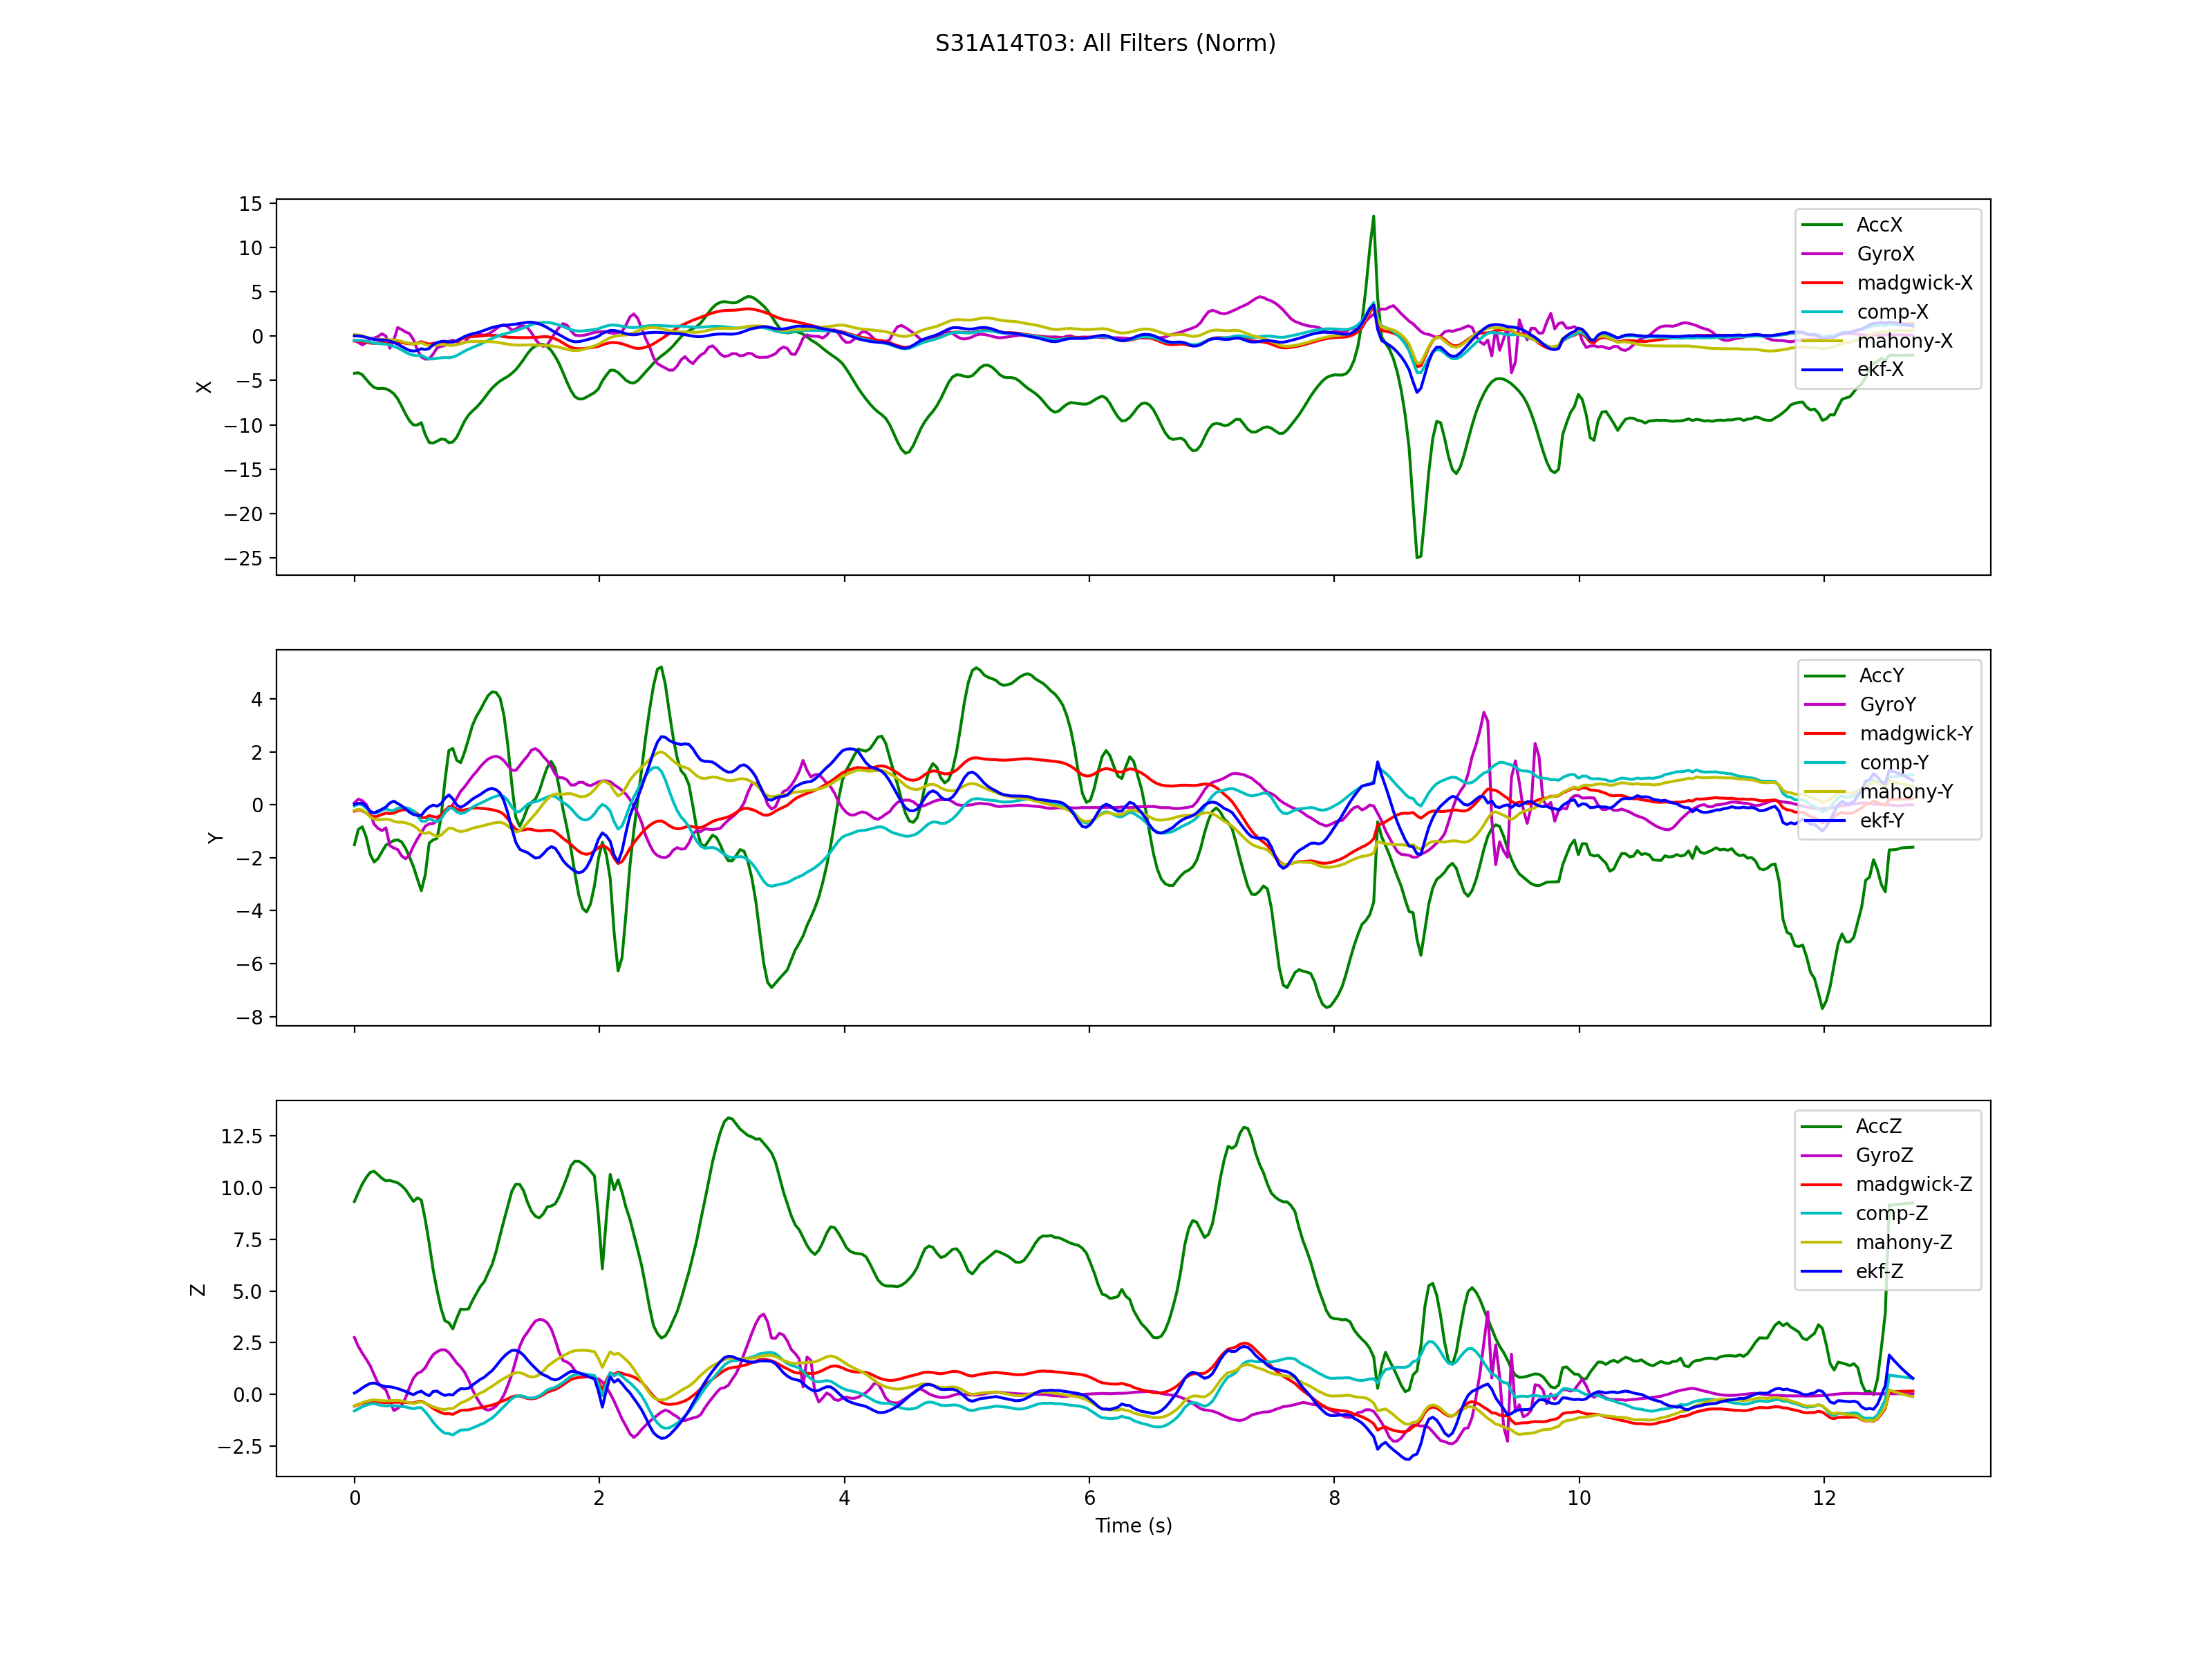 S31A14T03: All Filters (Norm)
15
10
5
0
−5
−10
−15
−20
−25
X
AccX
GyroX
madgwick-X
comp-X
mahony-X
ekf-X
4
2
0
−2
−4
−6
−8
Y
AccY
GyroY
madgwick-Y
comp-Y
mahony-Y
ekf-Y
12.5
10.0
7.5
5.0
2.5
0.0
−2.5
Z
AccZ
GyroZ
madgwick-Z
comp-Z
mahony-Z
ekf-Z
0 2 4 6 8 10 12
Time (s)